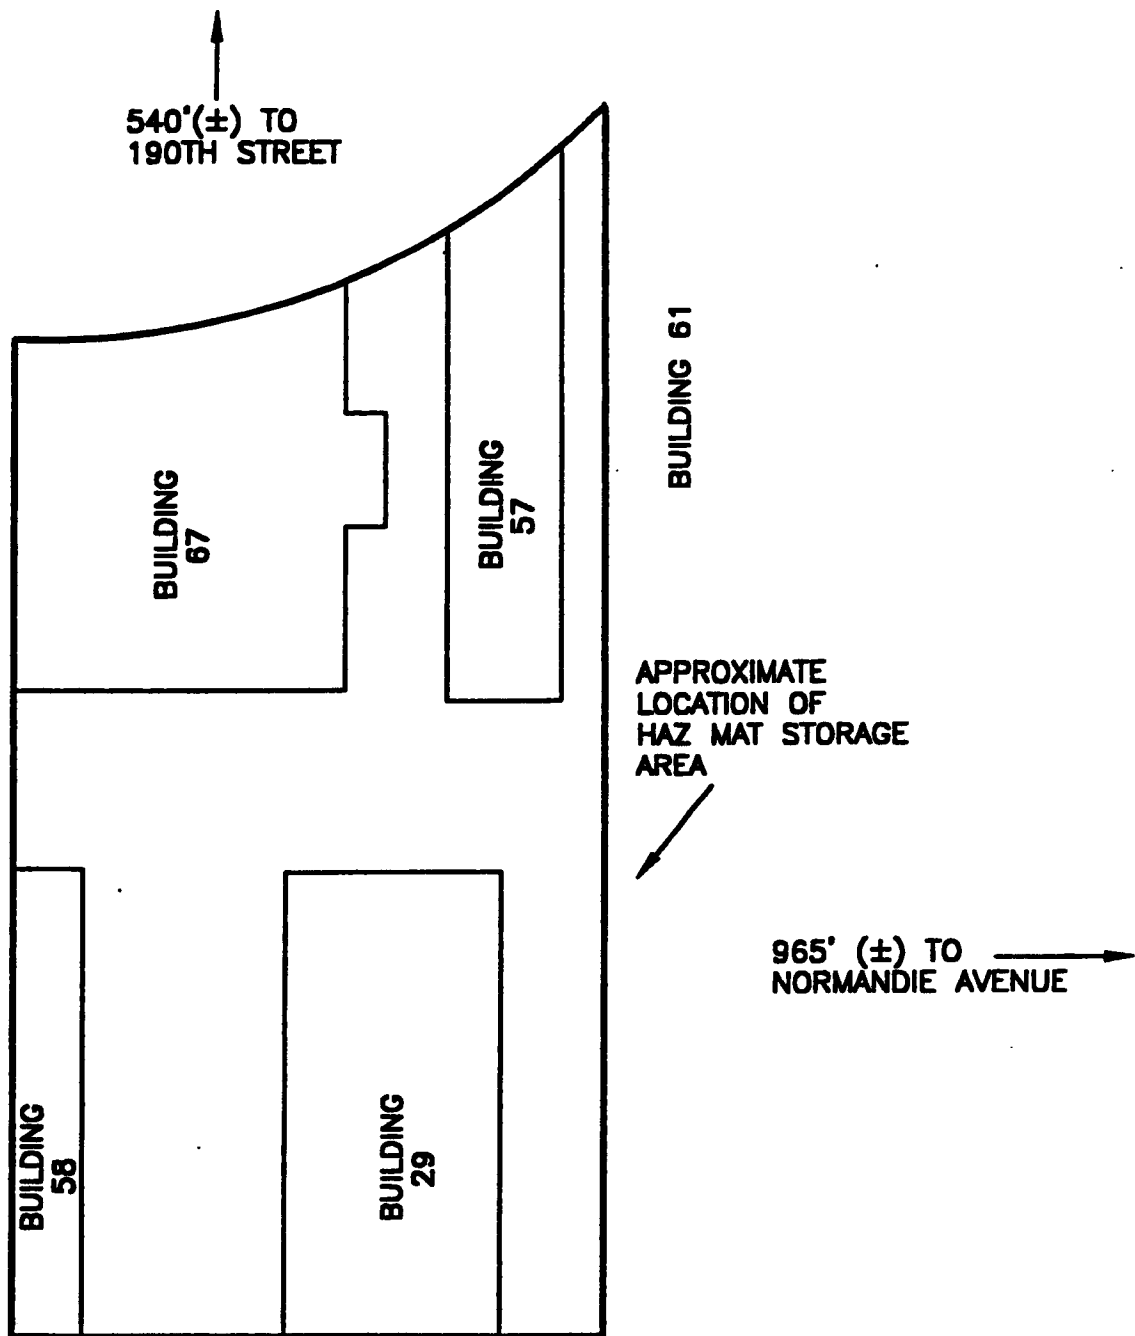 540'(±) TO
190TH STREET
BUILDING 61
BUILDING
67
BUILDING
57
APPROXIMATE
LOCATION OF
HAZ MAT STORAGE
AREA
965' (±) TO
NORMANDIE AVENUE
BUILDING
58
BUILDING
29